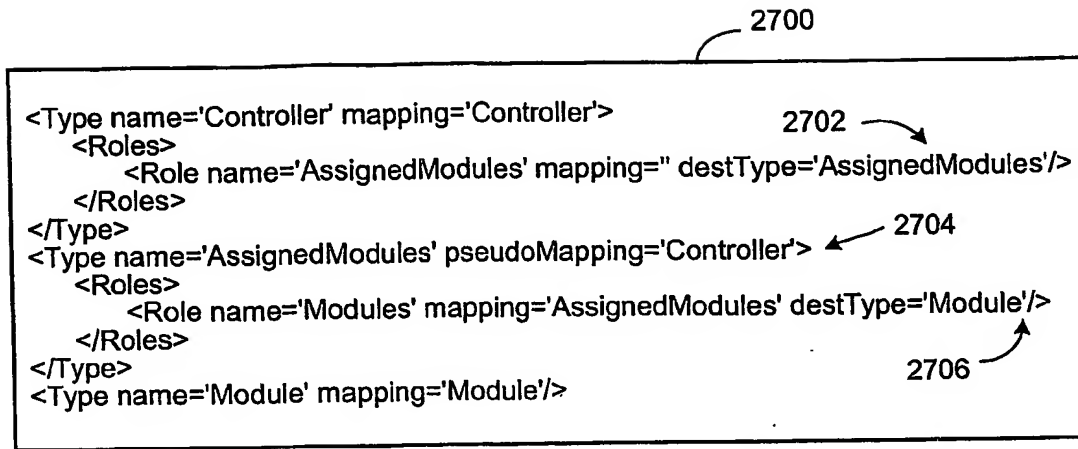 2700
<Type name='Controller' mapping='Controller'>
2702
<Roles>
<Role name='AssignedModules' mapping='' destType='AssignedModules'/>
</Roles>
</Type>
2704
<Type name='AssignedModules' pseudoMapping='Controller'>
<Roles>
<Role name='Modules' mapping='AssignedModules' destType='Module'/>
</Roles>
</Type>
2706
<Type name='Module' mapping='Module'/>